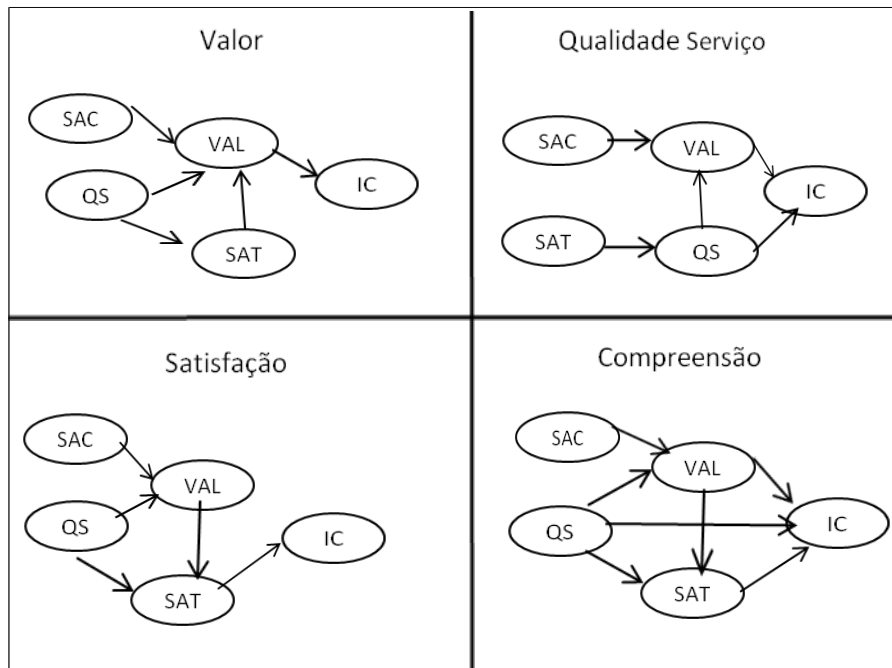 Valor
SAC
VAL
QS
IC
SAT
Qualidade Serviço
SAC
VAL
IC
SAT
QS
Satisfação
SAC
VAL
QS
IC
SAT
Compreensão
SAC
VAL
QS
IC
SAT